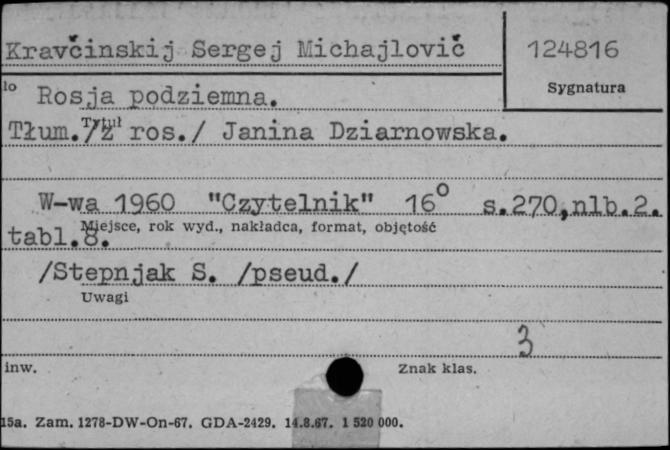 Kravčinskij Sergej Michajlovič
124816
Sygnatura
lo
Rosja podziemna.
Tytuł
Tłum./z ros./ Janina Dziarnowska.
W-wa 1960 "Czytelnik" 16° s.270,nlb.2.
Miejsce, rok wyd., nakładca, format, objętość
tabl.8.
/Stepnjak S. /pseud./
Uwagi
3
inw.
Znak klas.
15a. Zam. 1278-DW-On-67. GDA-2429. 14.8.67. 1 520 000.